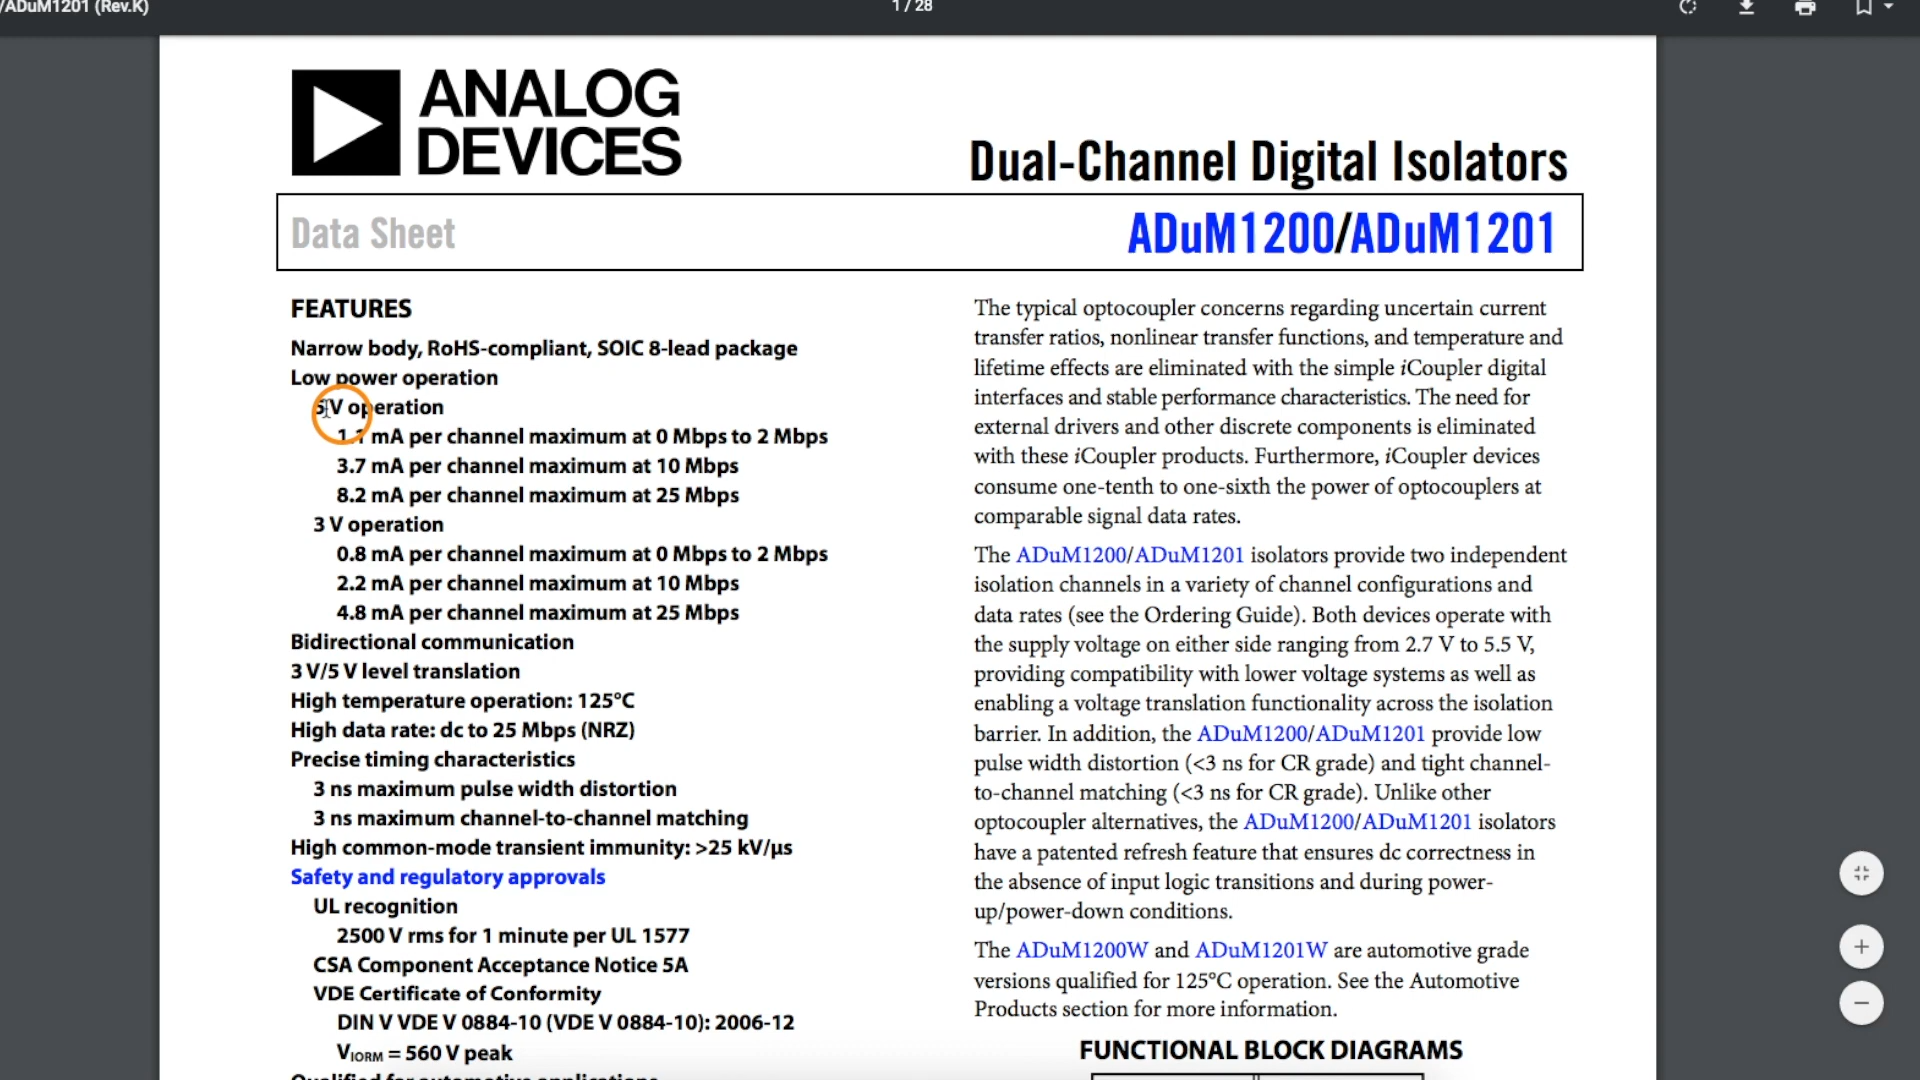 /ADuM1201 (Rev.K)
1 / 28
ANALOG
DEVICES
Dual-Channel Digital Isolators
Data Sheet
ADuM1200/ADuM1201
FEATURES
Narrow body, RoHS-compliant, SOIC 8-lead package
Low power operation
5 V operation
1.1 mA per channel maximum at 0 Mbps to 2 Mbps
3.7 mA per channel maximum at 10 Mbps
8.2 mA per channel maximum at 25 Mbps
3 V operation
0.8 mA per channel maximum at 0 Mbps to 2 Mbps
2.2 mA per channel maximum at 10 Mbps
4.8 mA per channel maximum at 25 Mbps
Bidirectional communication
3 V/5 V level translation
High temperature operation: 125°C
High data rate: dc to 25 Mbps (NRZ)
Precise timing characteristics
3 ns maximum pulse width distortion
3 ns maximum channel-to-channel matching
High common-mode transient immunity: >25 kV/μs
Safety and regulatory approvals
UL recognition
2500 V rms for 1 minute per UL 1577
CSA Component Acceptance Notice 5A
VDE Certificate of Conformity
DIN V VDE V 0884-10 (VDE V 0884-10): 2006-12
VIORM = 560 V peak
Qualified for automotive applications
The typical optocoupler concerns regarding uncertain current
transfer ratios, nonlinear transfer functions, and temperature and
lifetime effects are eliminated with the simple iCoupler digital
interfaces and stable performance characteristics. The need for
external drivers and other discrete components is eliminated
with these iCoupler products. Furthermore, iCoupler devices
consume one-tenth to one-sixth the power of optocouplers at
comparable signal data rates.
The ADuM1200/ADuM1201 isolators provide two independent
isolation channels in a variety of channel configurations and
data rates (see the Ordering Guide). Both devices operate with
the supply voltage on either side ranging from 2.7 V to 5.5 V,
providing compatibility with lower voltage systems as well as
enabling a voltage translation functionality across the isolation
barrier. In addition, the ADuM1200/ADuM1201 provide low
pulse width distortion (<3 ns for CR grade) and tight channel-
to-channel matching (<3 ns for CR grade). Unlike other
optocoupler alternatives, the ADuM1200/ADuM1201 isolators
have a patented refresh feature that ensures dc correctness in
the absence of input logic transitions and during power-
up/power-down conditions.
The ADuM1200W and ADuM1201W are automotive grade
versions qualified for 125°C operation. See the Automotive
Products section for more information.
FUNCTIONAL BLOCK DIAGRAMS